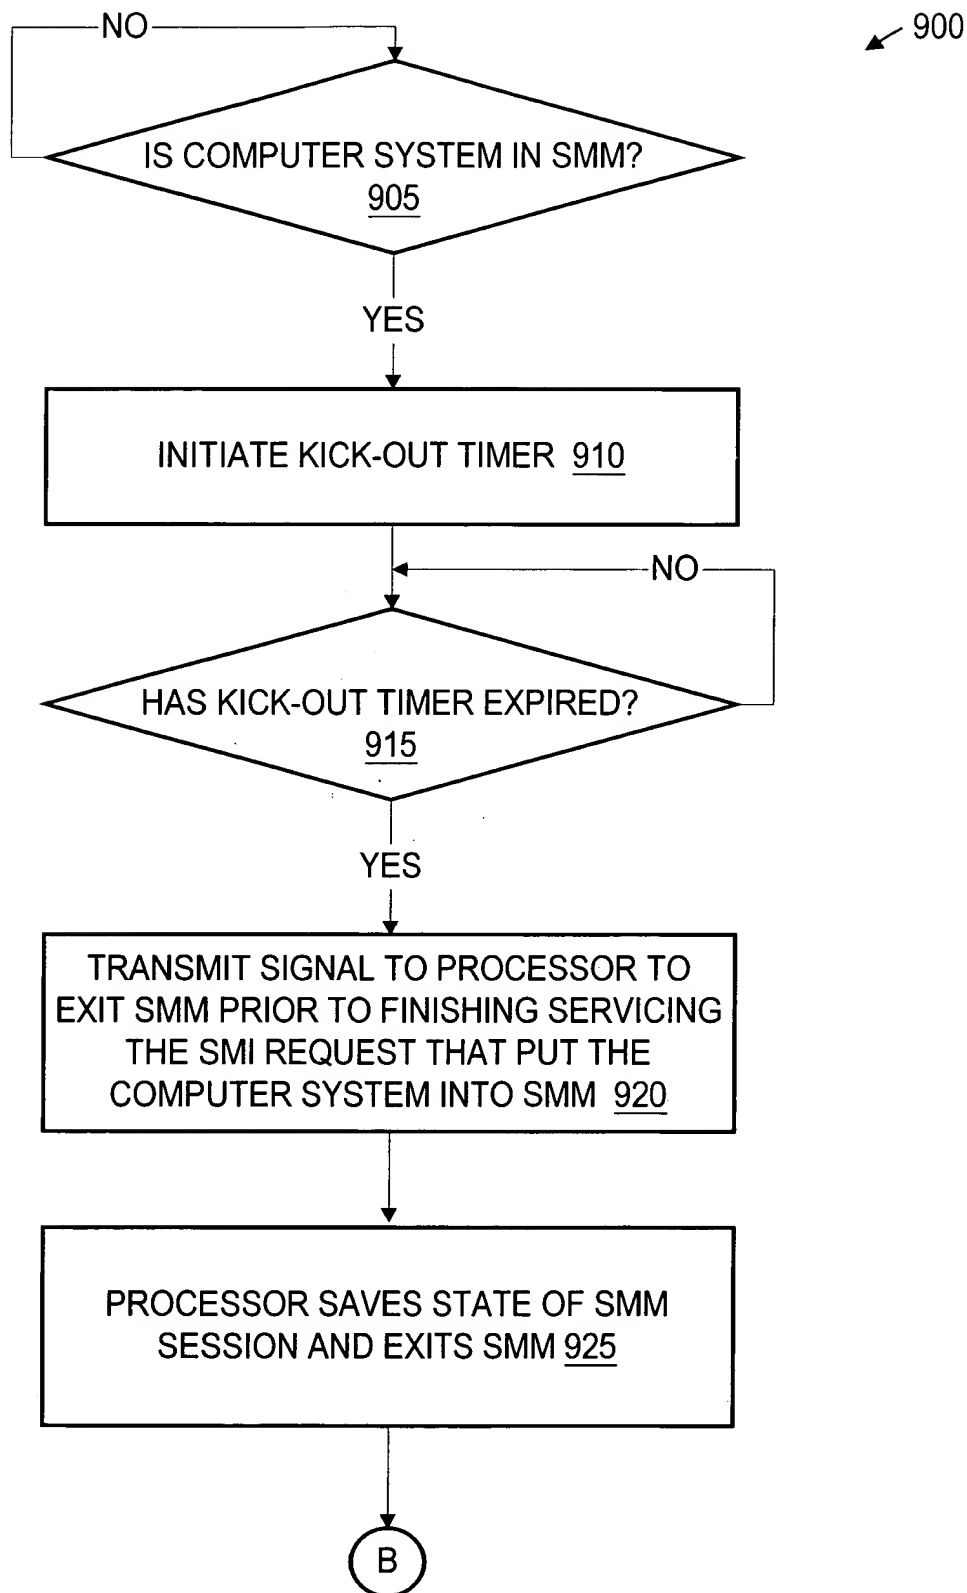 NO
900
IS COMPUTER SYSTEM IN SMM?
905
YES
INITIATE KICK-OUT TIMER 910
NO
HAS KICK-OUT TIMER EXPIRED?
915
YES
TRANSMIT SIGNAL TO PROCESSOR TO
EXIT SMM PRIOR TO FINISHING SERVICING
THE SMI REQUEST THAT PUT THE
COMPUTER SYSTEM INTO SMM 920
PROCESSOR SAVES STATE OF SMM
SESSION AND EXITS SMM 925
B